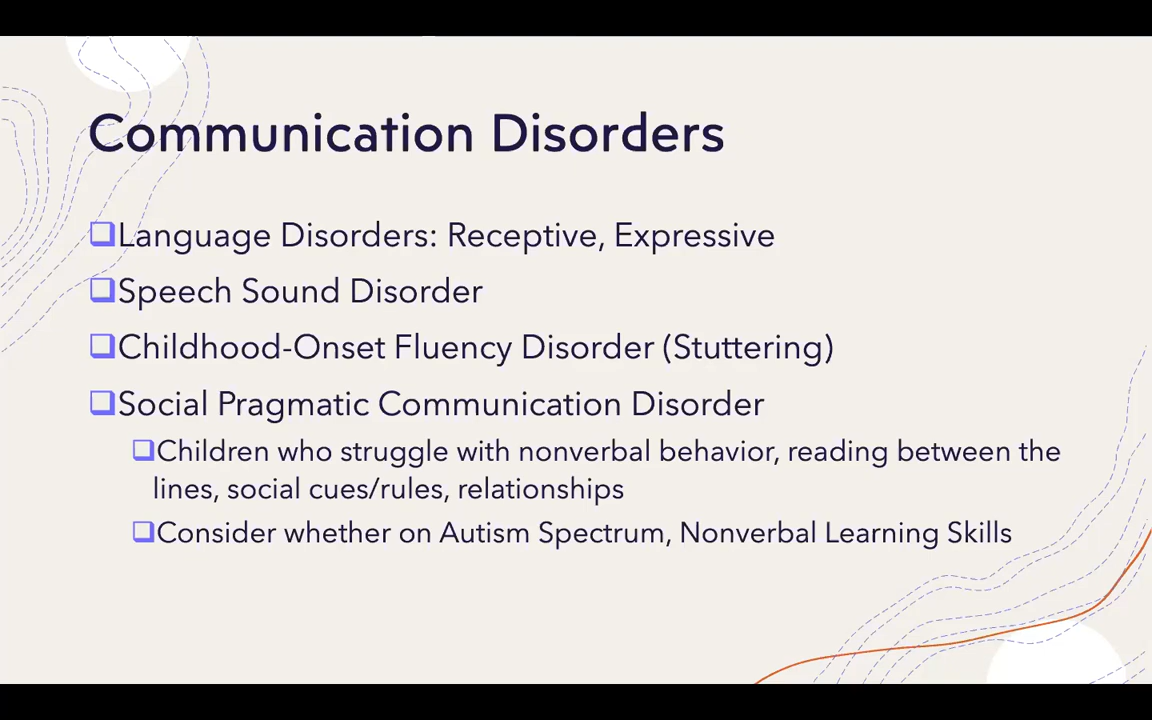 Communication Disorders
❑Language Disorders: Receptive, Expressive
❑Speech Sound Disorder
❑Childhood-Onset Fluency Disorder (Stuttering)
❑Social Pragmatic Communication Disorder
❑Children who struggle with nonverbal behavior, reading between the
lines, social cues/rules, relationships
❑Consider whether on Autism Spectrum, Nonverbal Learning Skills